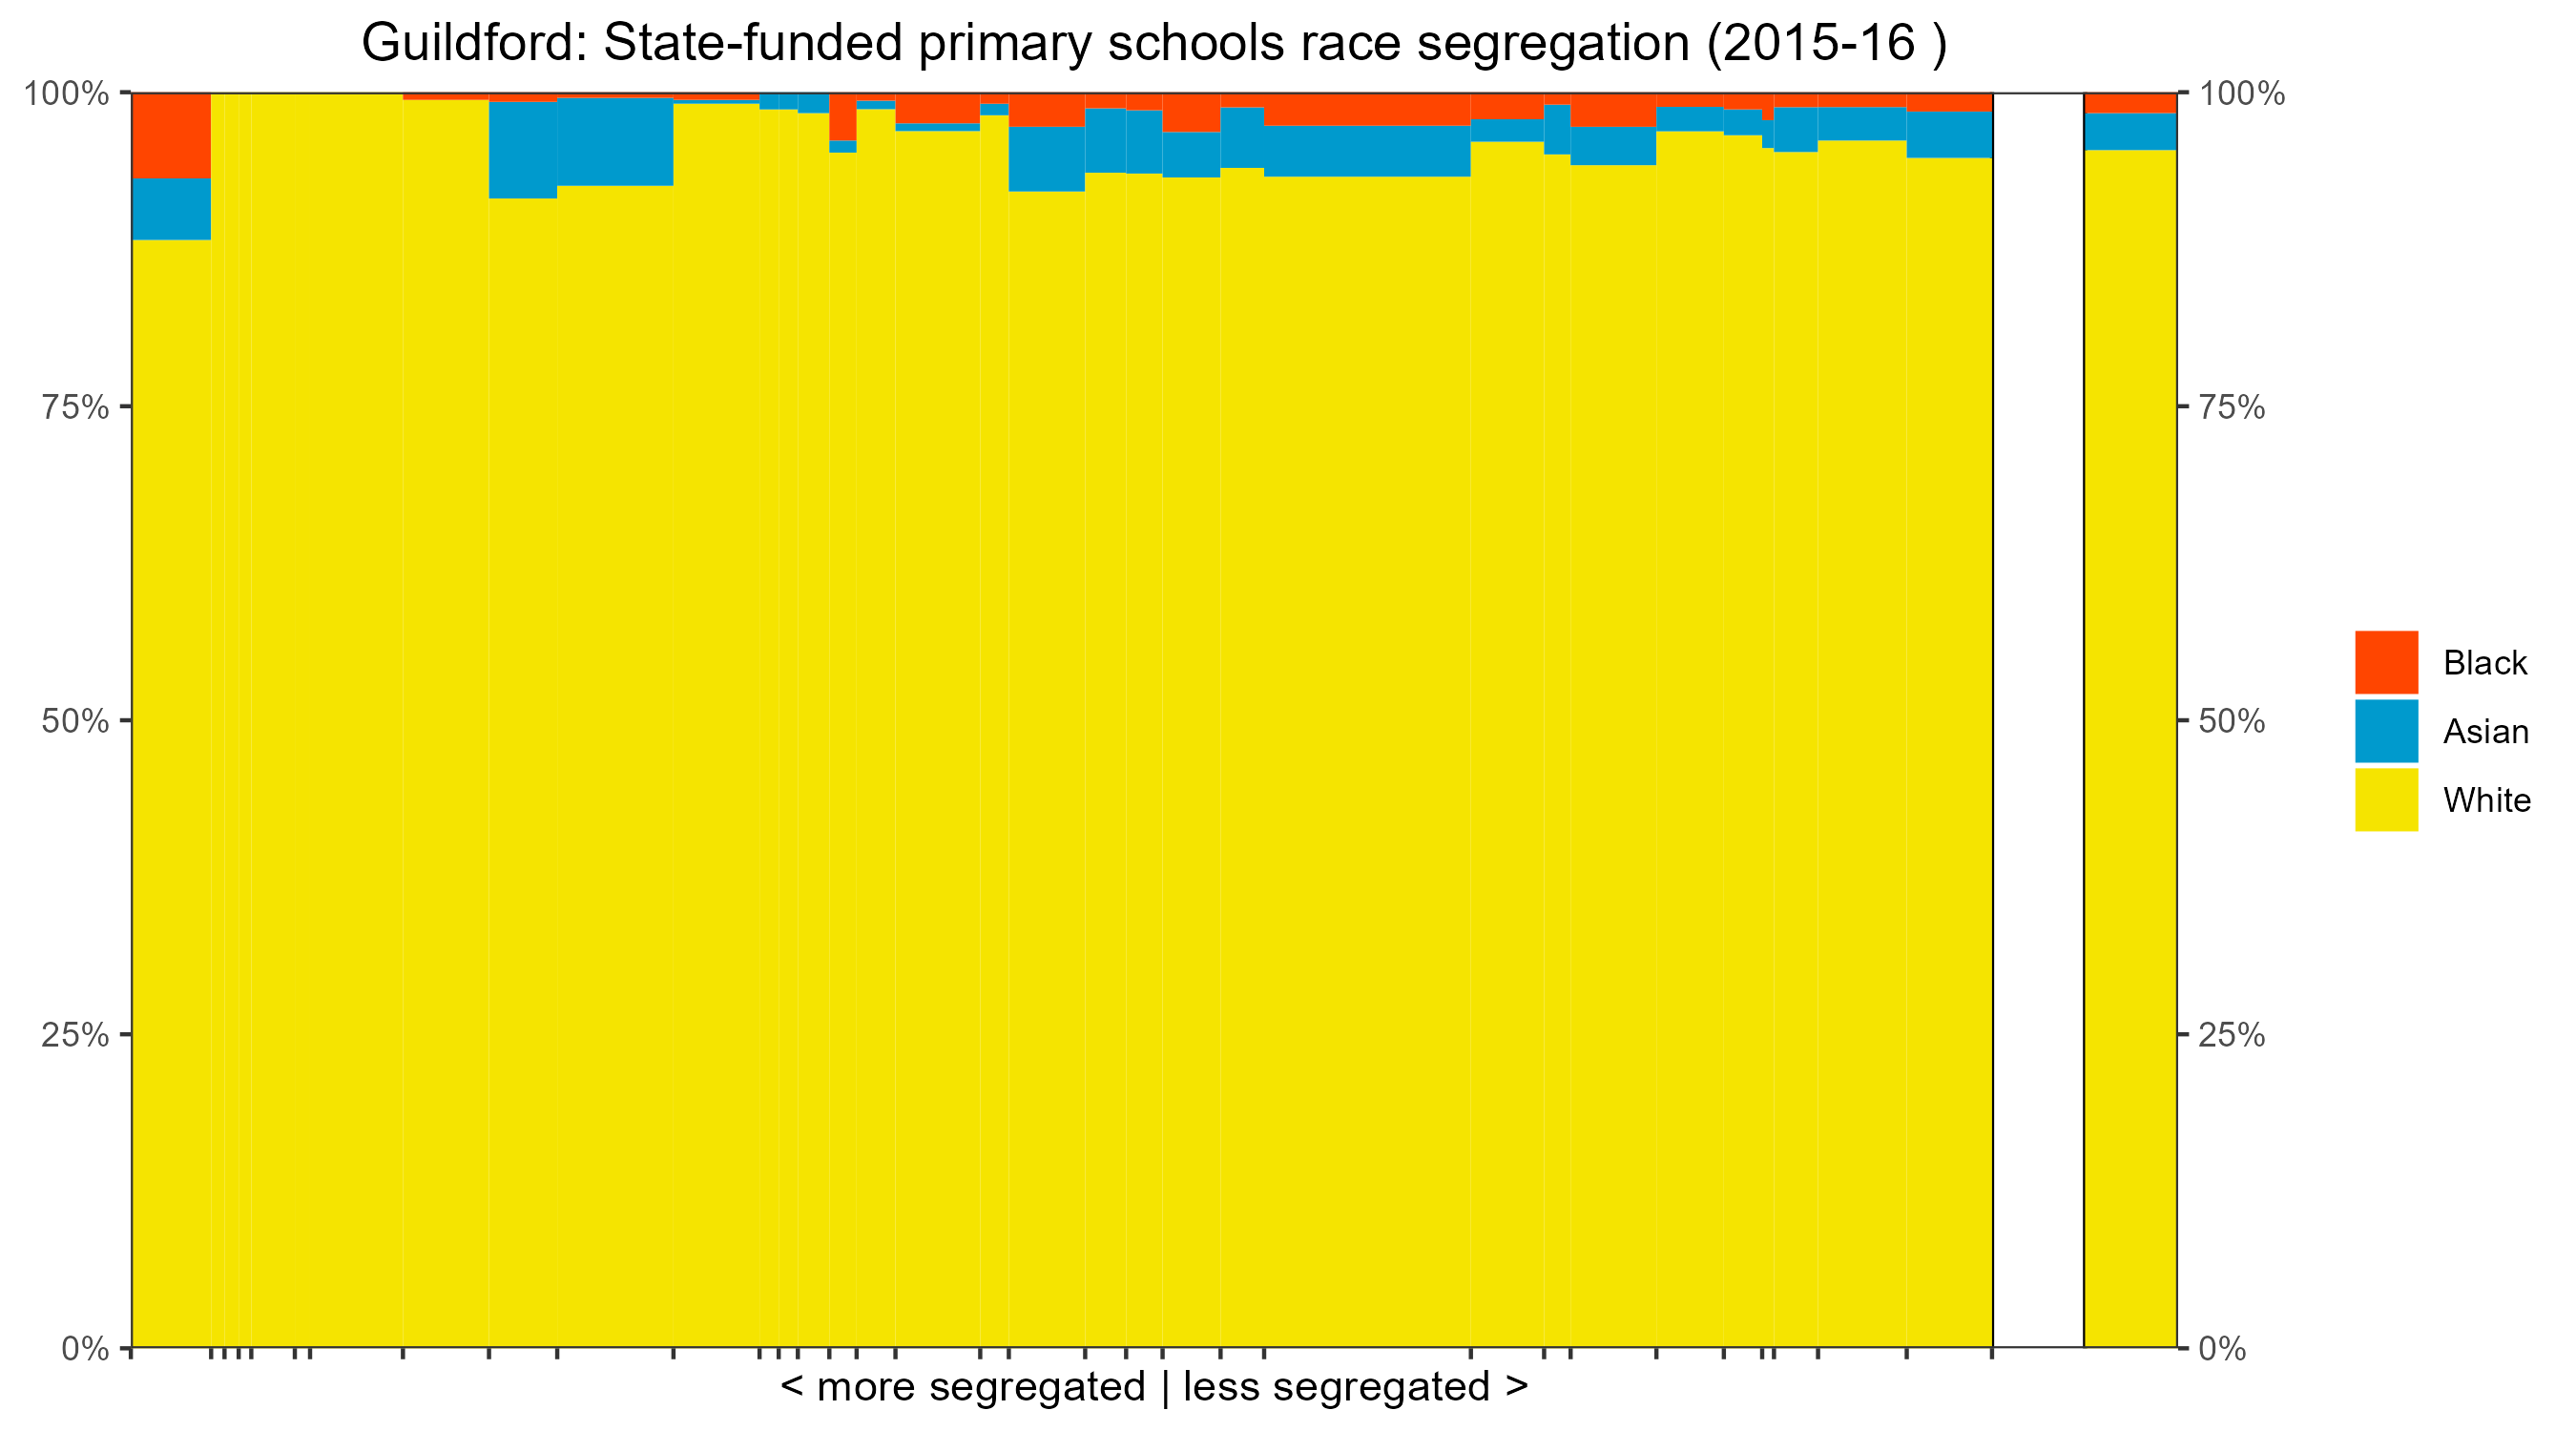 Guildford: State-funded primary schools race segregation (2015-16 )
100%
75%
50%
25%
0%
100%
75%
50%
25%
0%
Black
Asian
White
< more segregated | less segregated >